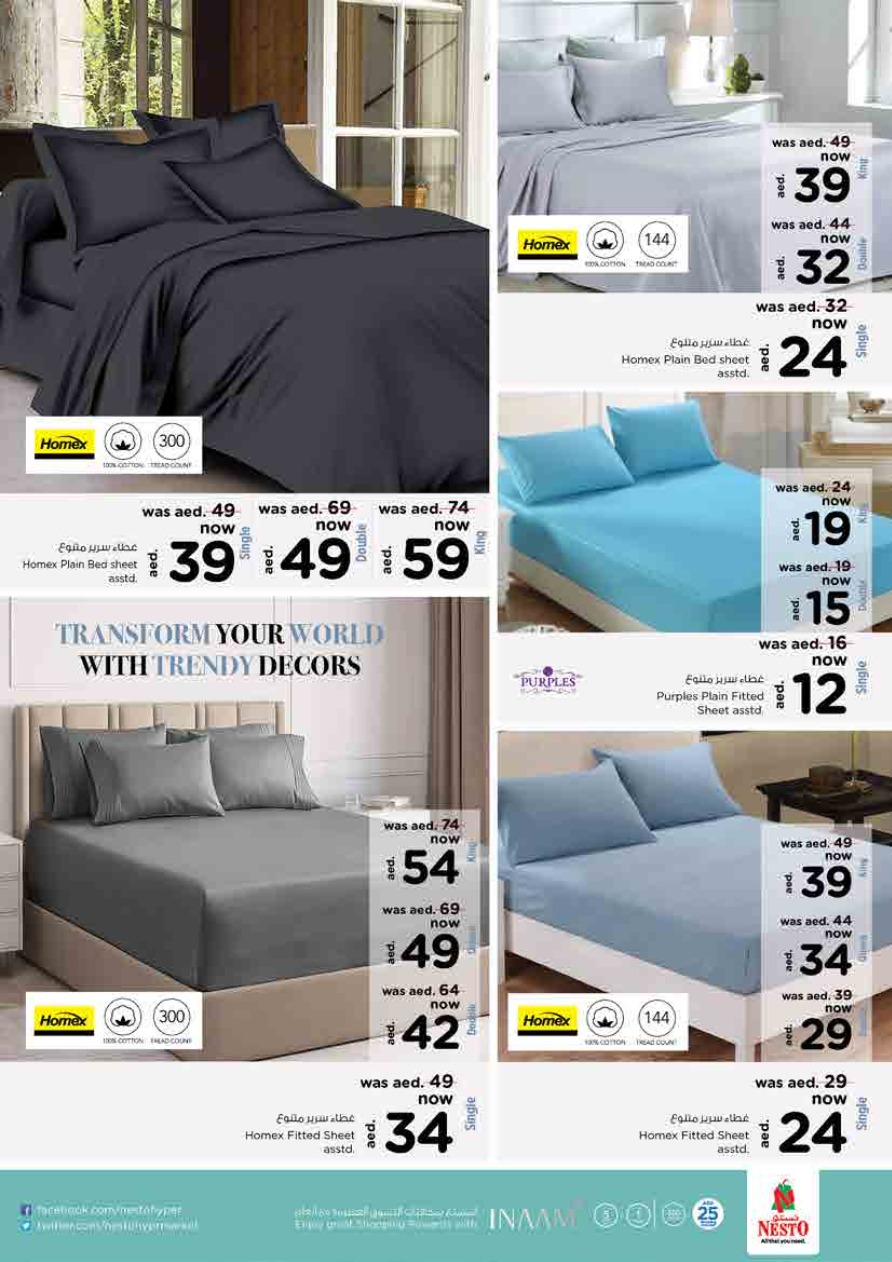 Homex
100% COTTON
300
TREAD COUNT
غطاء سرير متنوع
Homex Plain Bed sheet
asstd.
was aed. 49
now
aed. 39
Single
was aed. 69
now
aed. 49
Double
was aed. 74
now
aed. 59
King
was aed. 49
now
aed. 39
King
was aed. 44
now
aed. 32
Double
Homex
100% COTTON
144
TREAD COUNT
was aed. 32
now
aed. 24
Single
غطاء سرير متنوع
Homex Plain Bed sheet
asstd.
was aed. 24
now
aed. 19
King
was aed. 19
now
aed. 15
Double
was aed. 16
now
aed. 12
Single
PURPLES
غطاء سرير متنوع
Purples Plain Fitted
Sheet asstd.
TRANSFORM YOUR WORLD
WITH TRENDY DECORS
was aed. 74
now
aed. 54
King
was aed. 69
now
aed. 49
was aed. 64
now
aed. 42
Double
Homex
100% COTTON
300
TREAD COUNT
was aed. 49
now
aed. 34
Single
غطاء سرير متنوع
Homex Fitted Sheet
asstd.
was aed. 49
now
aed. 39
King
was aed. 44
now
aed. 34
Queen
was aed. 39
now
aed. 29
Homex
100% COTTON
144
TREAD COUNT
was aed. 29
now
aed. 24
Single
غطاء سرير متنوع
Homex Fitted Sheet
asstd.
facebook.com/nestohyper
twitter.com/nestohyprmarket
Enjoy great Shopping Rewards with
INAAM
AED
25
نستو
NESTO
All that you need.